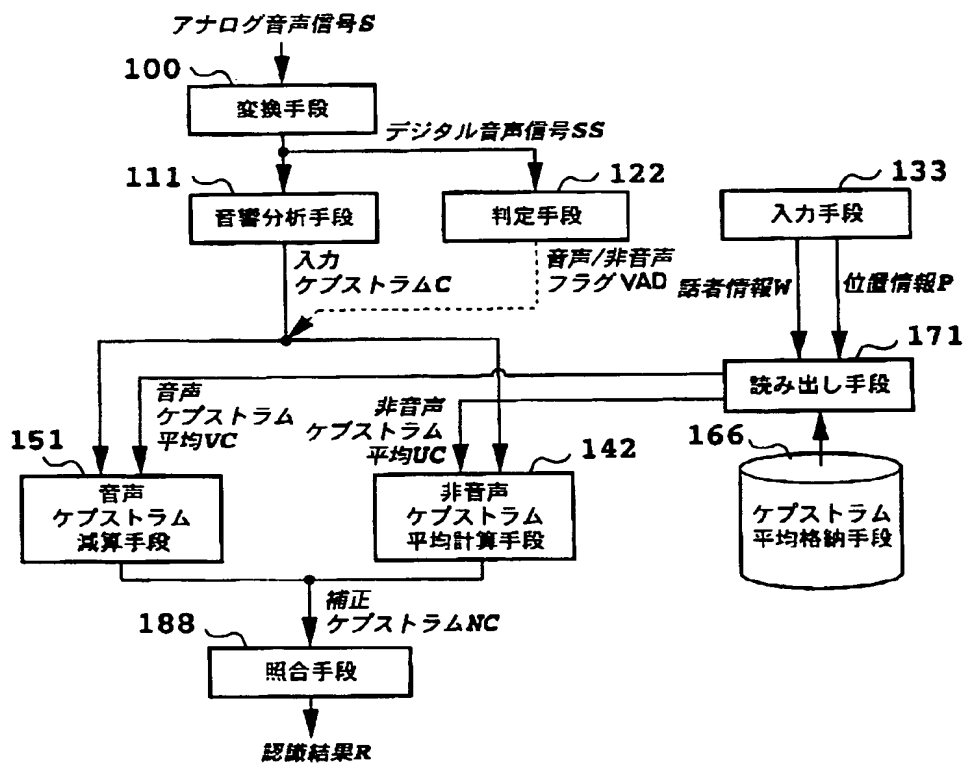 アナログ音声信号S
100
変換手段
デジタル音声信号SS
111
音響分析手段
122
判定手段
133
入力手段
入力
ケプストラムC
音声/非音声
フラグVAD
話者情報W
位置情報P
171
読み出し手段
音声
ケプストラム
平均VC
非音声
ケプストラム
平均UC
151
音声
ケプストラム
減算手段
142
非音声
ケプストラム
平均計算手段
166
ケプストラム
平均格納手段
補正
ケプストラムNC
188
照合手段
認識結果R